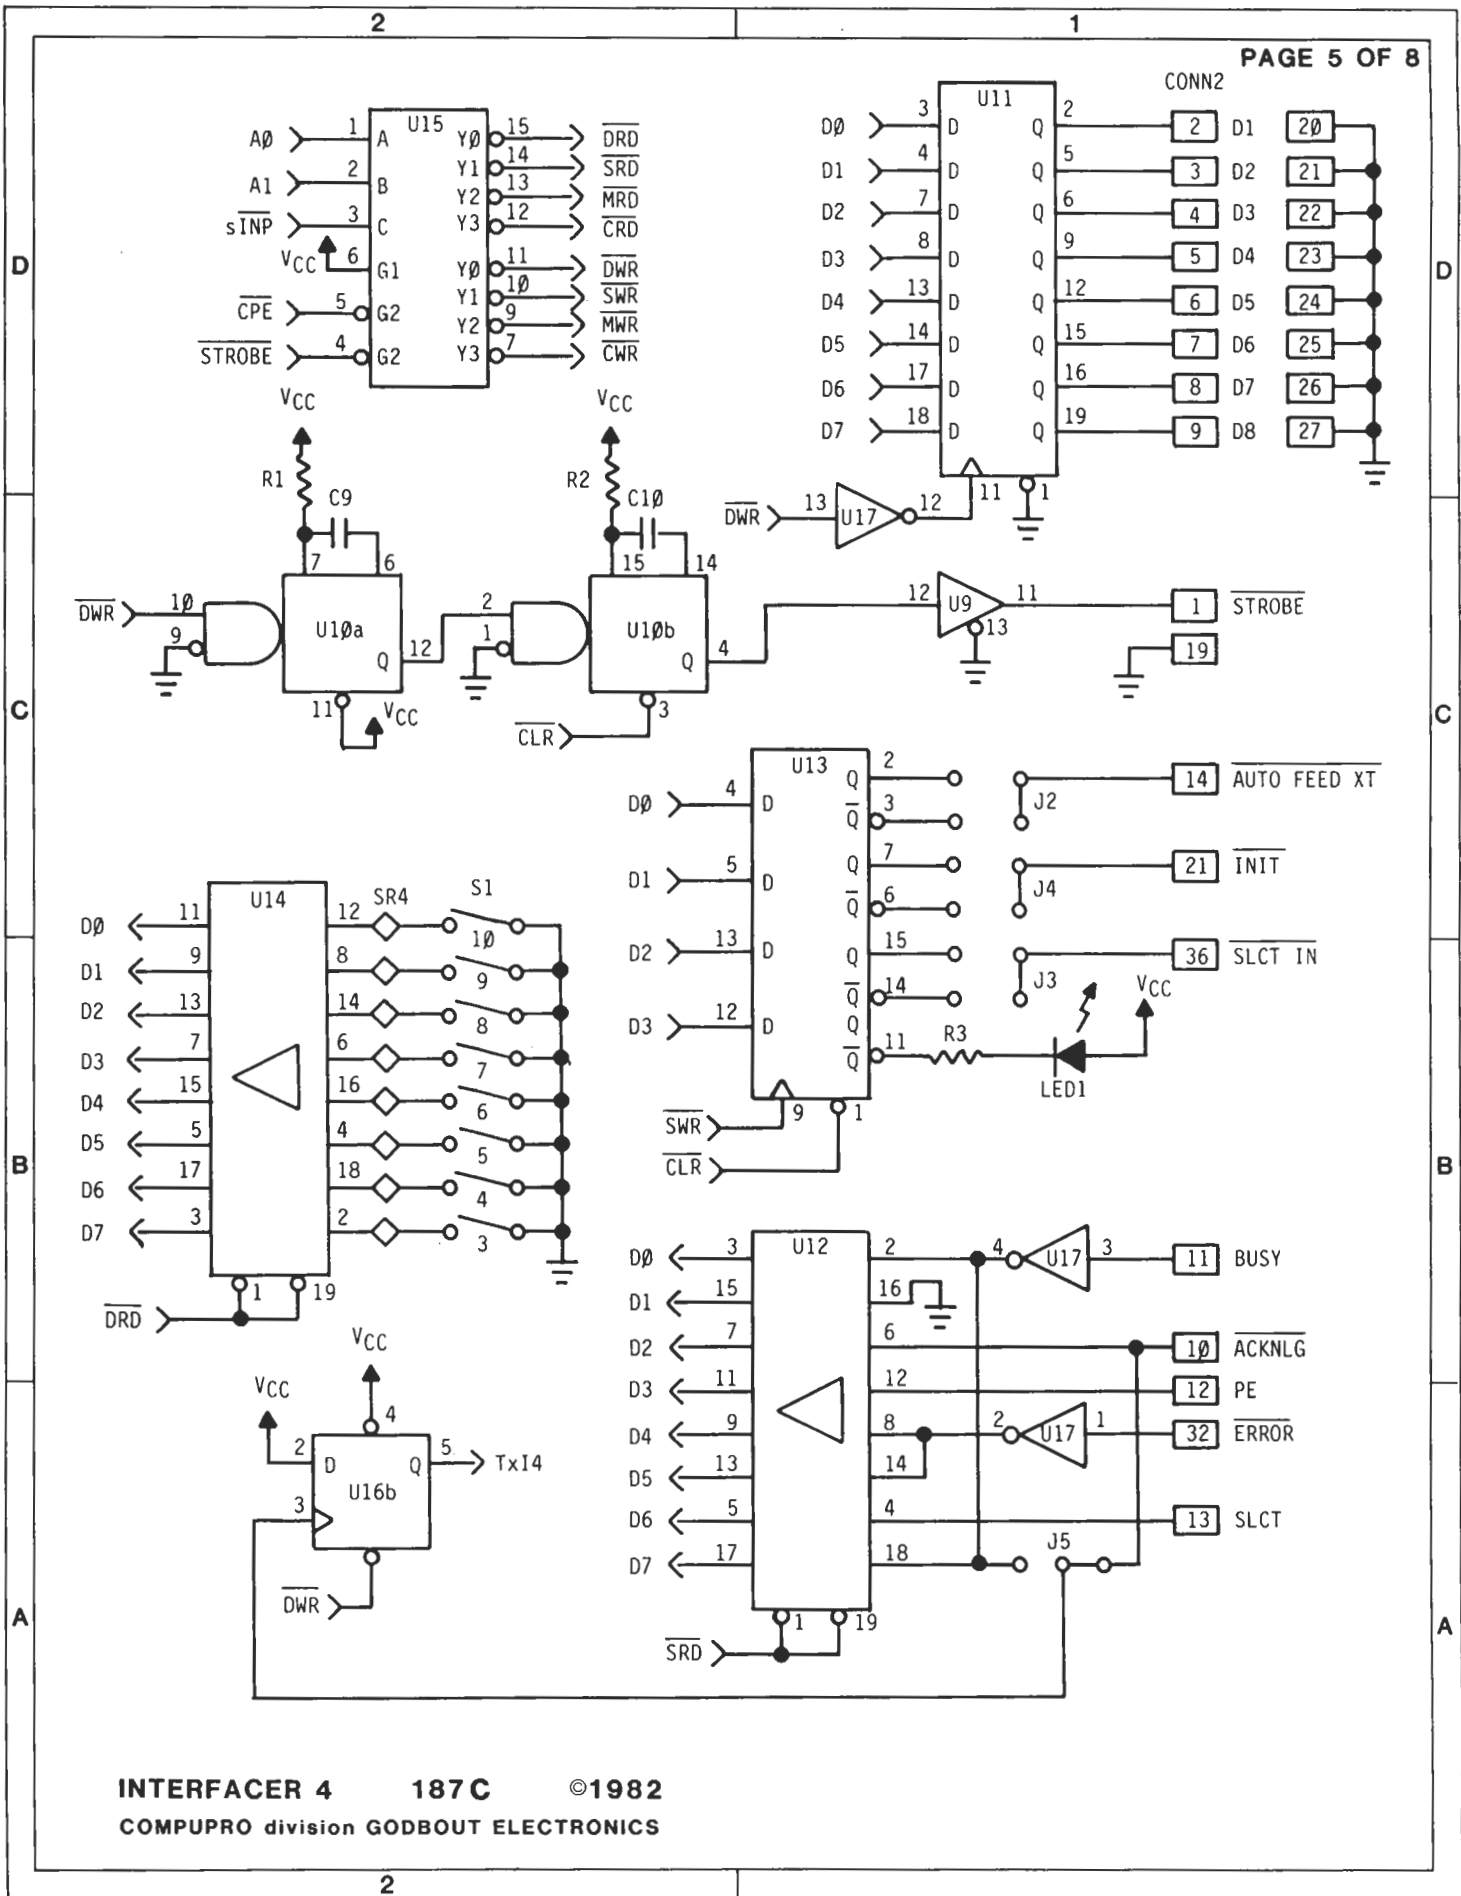 2 1
PAGE 5 OF 8
U15
A0 1 A Y0 15 DRD
Y1 14 SRD
A1 2 B Y2 13 MRD
sINP 3 C Y3 12 CRD
VCC 6 G1 Y0 11 DWR
Y1 10 SWR
CPE 5 G2 Y2 9 MWR
STROBE 4 G2 Y3 7 CWR
U11 CONN2
D0 3 D Q 2 2 D1 20
D1 4 D Q 5 3 D2 21
D2 7 D Q 6 4 D3 22
D3 8 D Q 9 5 D4 23
D4 13 D Q 12 6 D5 24
D5 14 D Q 15 7 D6 25
D6 17 D Q 16 8 D7 26
D7 18 D Q 19 9 D8 27
11 1
DWR 13 U17 12
D D
VCC VCC
R1 C9 R2 C10
7 6 15 14
DWR 10 2
9 U10a 1 U10b
Q 12 Q 4
11 VCC CLR 3
12 U9 11 1 STROBE
13 19
C C
U13
D0 4 D Q 2 14 AUTO FEED XT
Q 3 J2
D1 5 D Q 7 21 INIT
Q 6 J4
D2 13 D Q 15 36 SLCT IN
Q 14 J3 VCC
D3 12 D Q
Q 11 R3 LED1
SWR 9 1
CLR
U14 SR4 S1
D0 11 12 10
D1 9 8 9
D2 13 14 8
D3 7 6 7
D4 15 16 6
D5 5 4 5
D6 17 18 4
D7 3 2 3
DRD 1 19
B B
U12
D0 3 2 4 U17 3 11 BUSY
D1 15 16
D2 7 6 10 ACKNLG
D3 11 12 12 PE
D4 9 8 2 U17 1 32 ERROR
D5 13 14
D6 5 4 13 SLCT
D7 17 18 J5
SRD 1 19
VCC VCC
4
2 D Q 5 TxI4
3 U16b
DWR
A A
INTERFACER 4 187C ©1982
COMPUPRO division GODBOUT ELECTRONICS
2